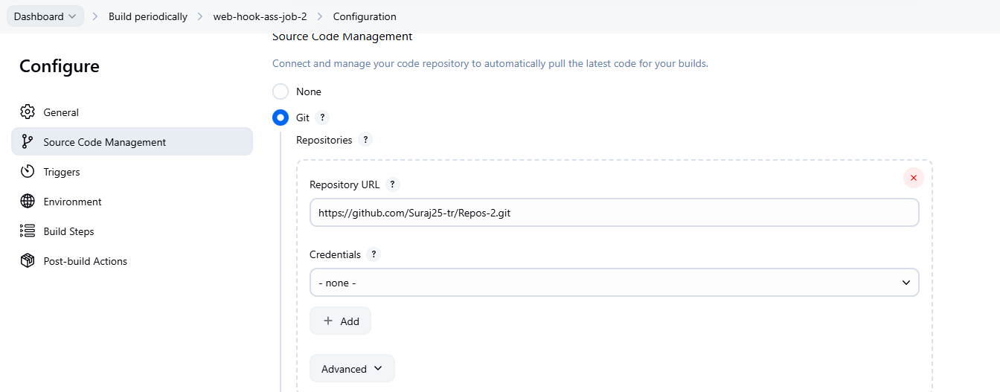 Dashboard Build periodically web-hook-ass-job-2 Configuration
Source Code Management
Configure
Connect and manage your code repository to automatically pull the latest code for your builds.
None
General
Git ?
Source Code Management
Repositories ?
Triggers
Repository URL ?
Environment
https://github.com/Suraj25-tr/Repos-2.git
Build Steps
Credentials ?
Post-build Actions
- none -
+ Add
Advanced